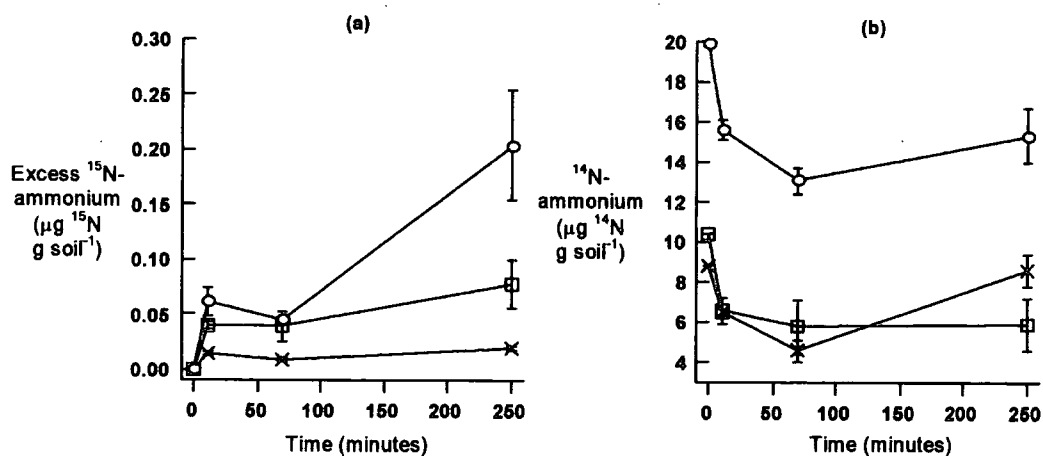 (a)
0.30
0.25
0.20
0.15
0.10
0.05
0.00
Excess ¹⁵N-
ammonium
(μg ¹⁵N
g soil⁻¹)
0 50 100 150 200 250
Time (minutes)
(b)
20
18
16
14
12
10
8
6
4
¹⁴N-
ammonium
(μg ¹⁴N
g soil⁻¹)
0 50 100 150 200 250
Time (minutes)